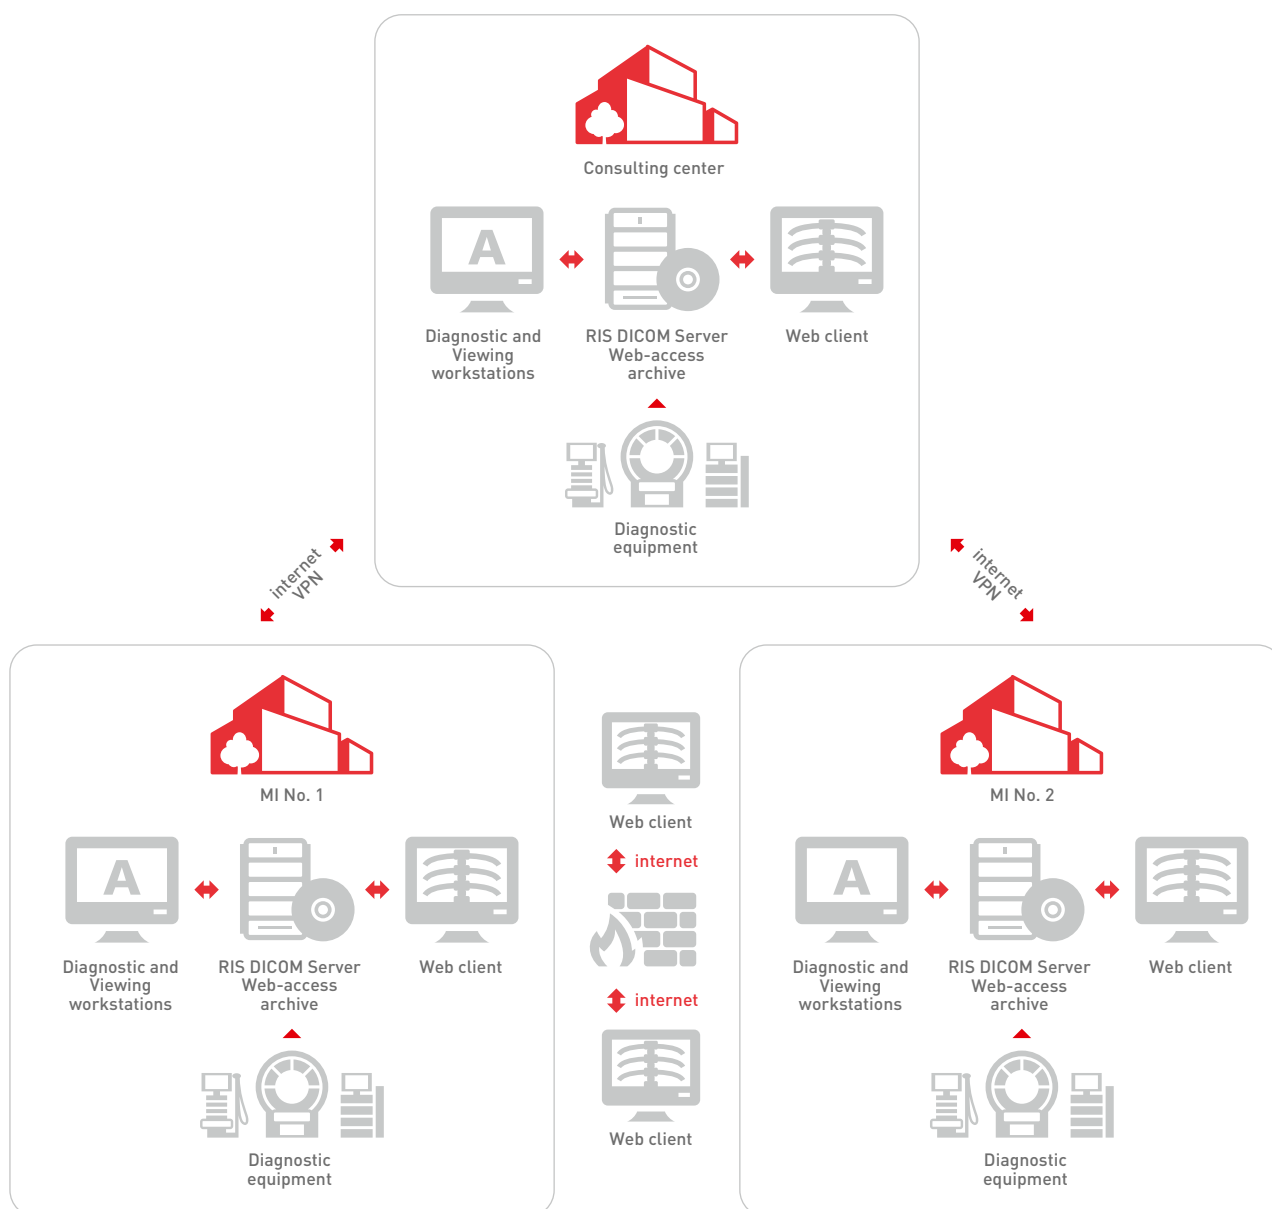 Consulting center
A
Diagnostic and
Viewing
workstations
RIS DICOM Server
Web-access
archive
Web client
Diagnostic
equipment
internet
VPN
internet
VPN
MI No. 1
A
Diagnostic and
Viewing
workstations
RIS DICOM Server
Web-access
archive
Web client
Diagnostic
equipment
Web client
internet
internet
Web client
MI No. 2
A
Diagnostic and
Viewing
workstations
RIS DICOM Server
Web-access
archive
Web client
Diagnostic
equipment